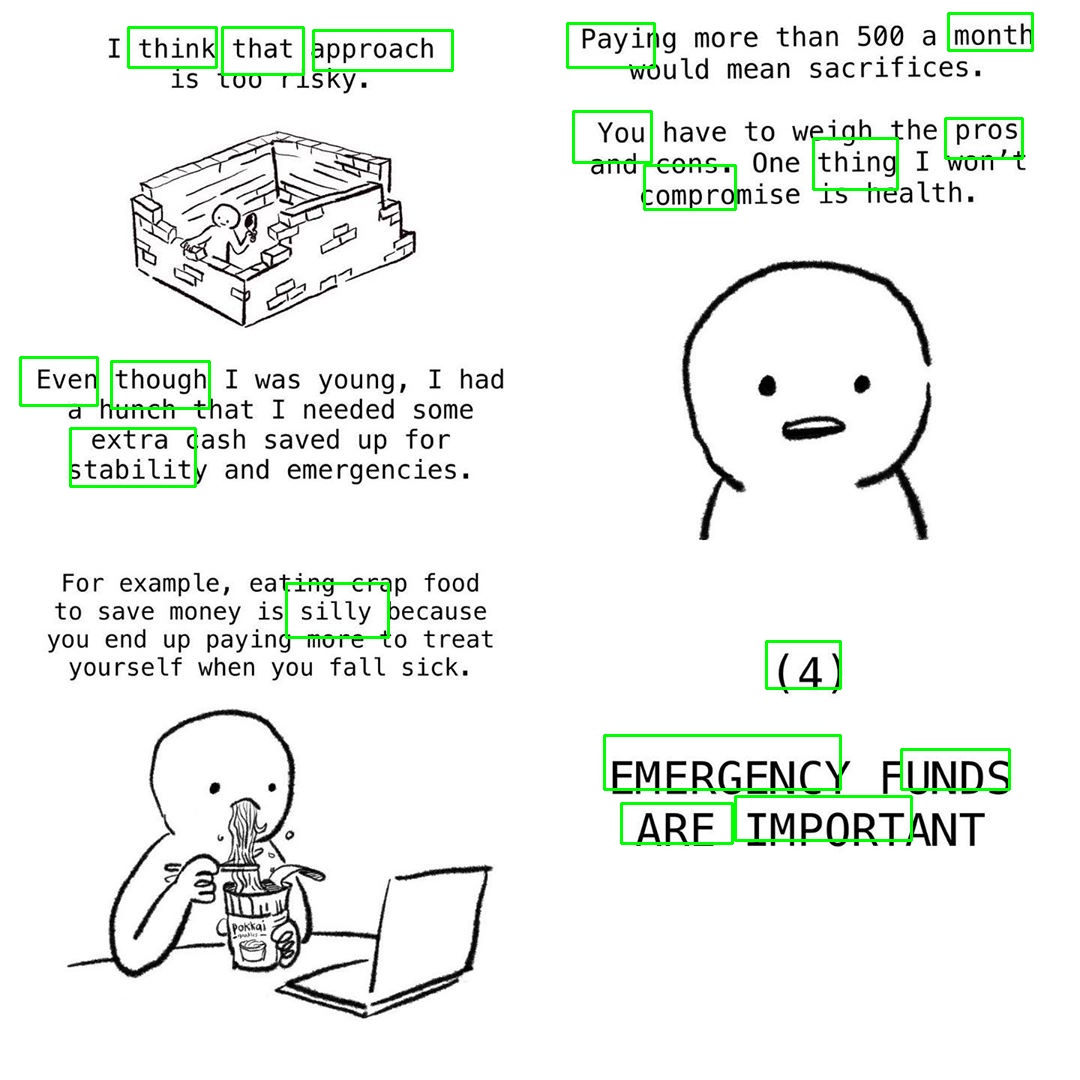 I think that approach
is too risky.
Even though I was young, I had
a hunch that I needed some
extra cash saved up for
stability and emergencies.
Paying more than 500 a month
would mean sacrifices.
You have to weigh the pros
and cons. One thing I won't
compromise is health.
For example, eating crap food
to save money is silly because
you end up paying more to treat
yourself when you fall sick.
pokkai
(4)
EMERGENCY FUNDS
ARE IMPORTANT